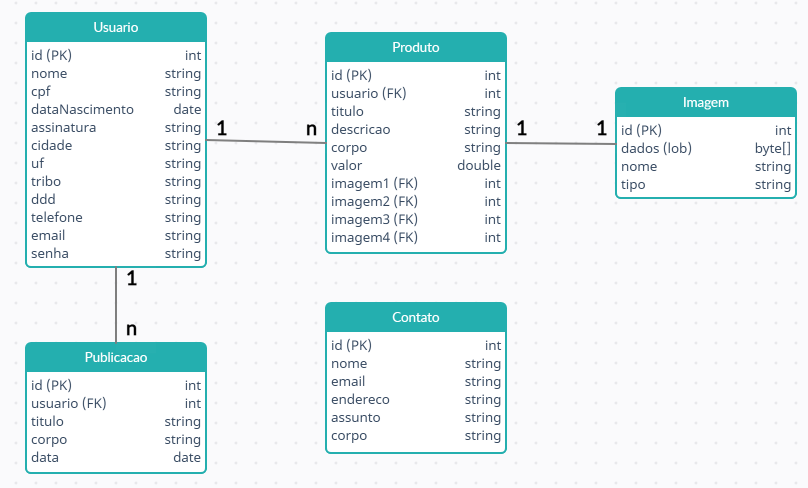 Usuario
id (PK) int
nome string
cpf string
dataNascimento date
assinatura string
cidade string
uf string
tribo string
ddd string
telefone string
email string
senha string
1
n
Produto
id (PK) int
usuario (FK) int
titulo string
descricao string
corpo string
valor double
imagem1 (FK) int
imagem2 (FK) int
imagem3 (FK) int
imagem4 (FK) int
1
1
Imagem
id (PK) int
dados (lob) byte[]
nome string
tipo string
1
n
Publicacao
id (PK) int
usuario (FK) int
titulo string
corpo string
data date
Contato
id (PK) int
nome string
email string
endereco string
assunto string
corpo string